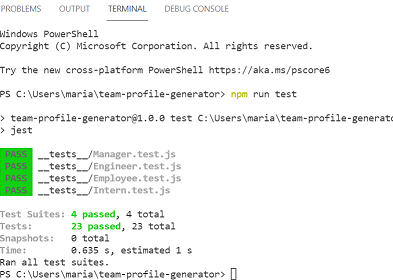 PROBLEMS OUTPUT TERMINAL DEBUG CONSOLE
Windows PowerShell
Copyright (C) Microsoft Corporation. All rights reserved.
Try the new cross-platform PowerShell https://aka.ms/pscore6
PS C:\Users\maria\team-profile-generator> npm run test
> team-profile-generator@1.0.0 test C:\Users\maria\team-profile-generato
> jest
PASS __tests__/Manager.test.js
PASS __tests__/Engineer.test.js
PASS __tests__/Employee.test.js
PASS __tests__/Intern.test.js
Test Suites: 4 passed, 4 total
Tests: 23 passed, 23 total
Snapshots: 0 total
Time: 0.635 s, estimated 1 s
Ran all test suites.
PS C:\Users\maria\team-profile-generator>